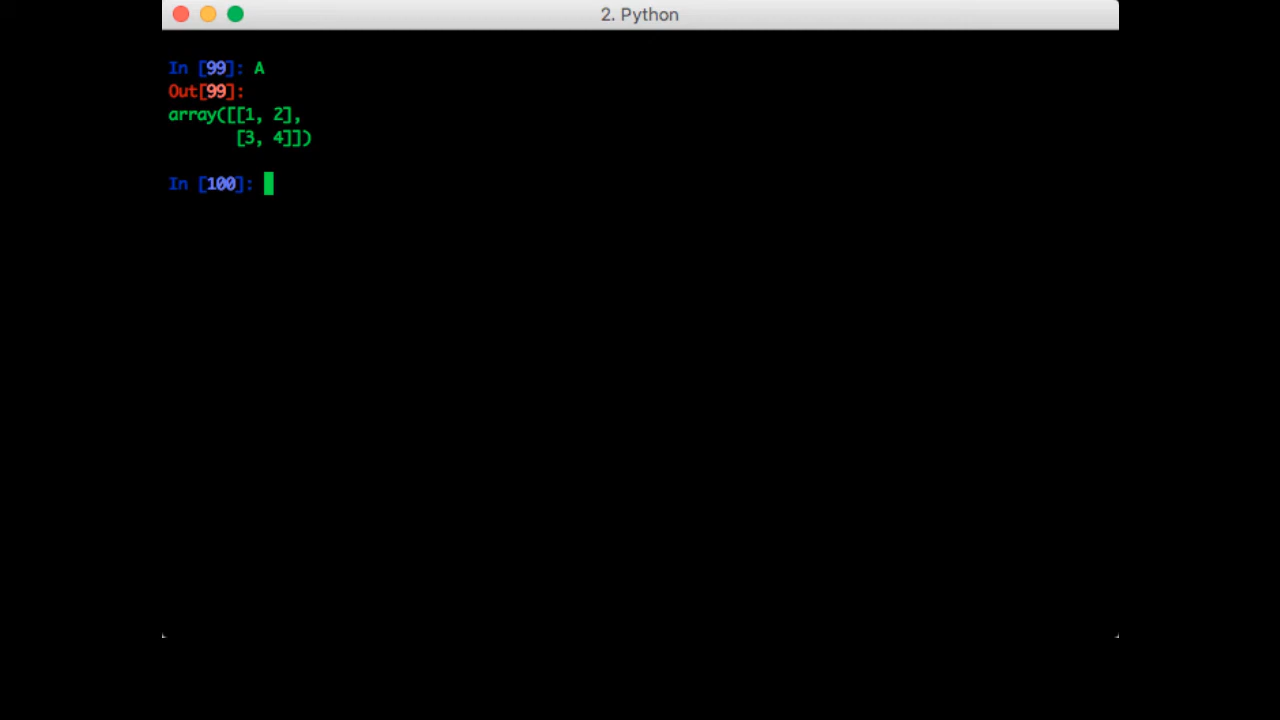 2. Python
In [99]: A
Out[99]:
array([[1, 2],
       [3, 4]])
In [100]: